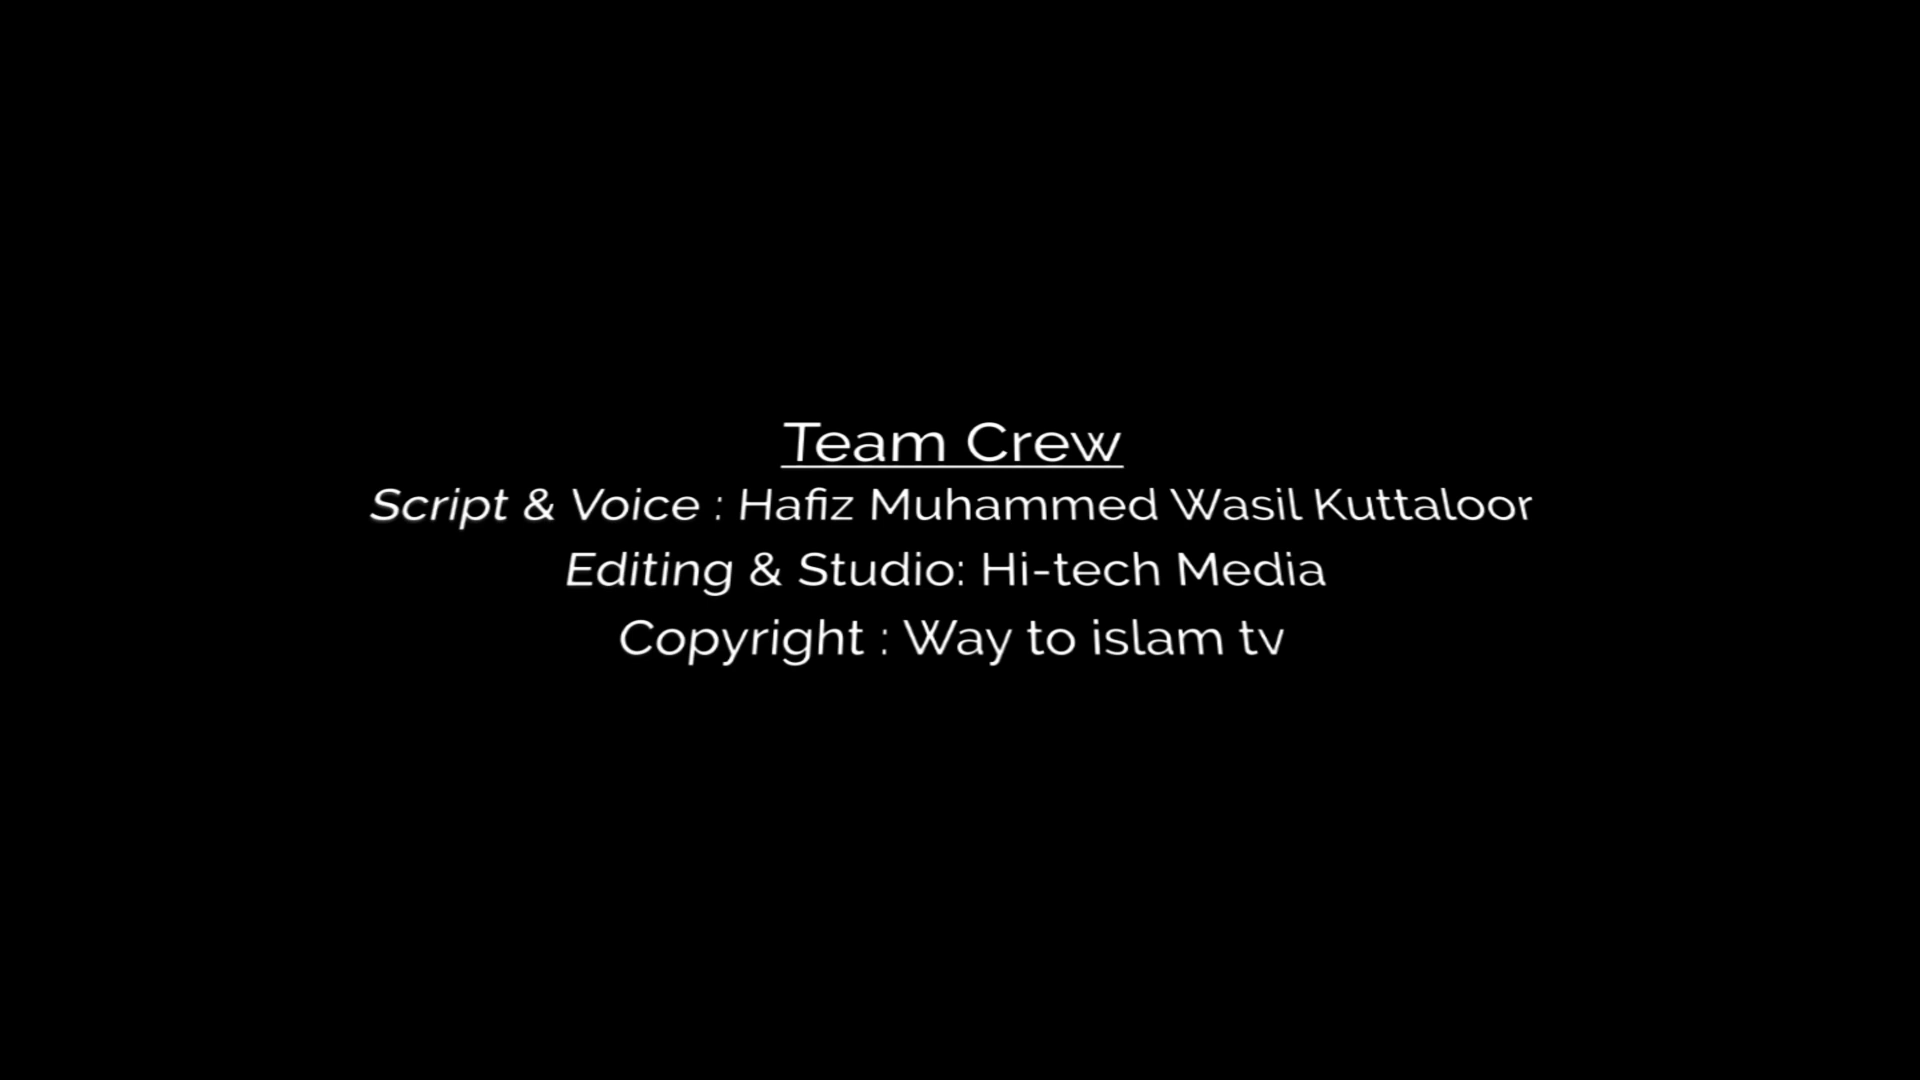 Team Crew
Script & Voice : Hafiz Muhammed Wasil Kuttaloor
Editing & Studio: Hi-tech Media
Copyright : Way to islam tv